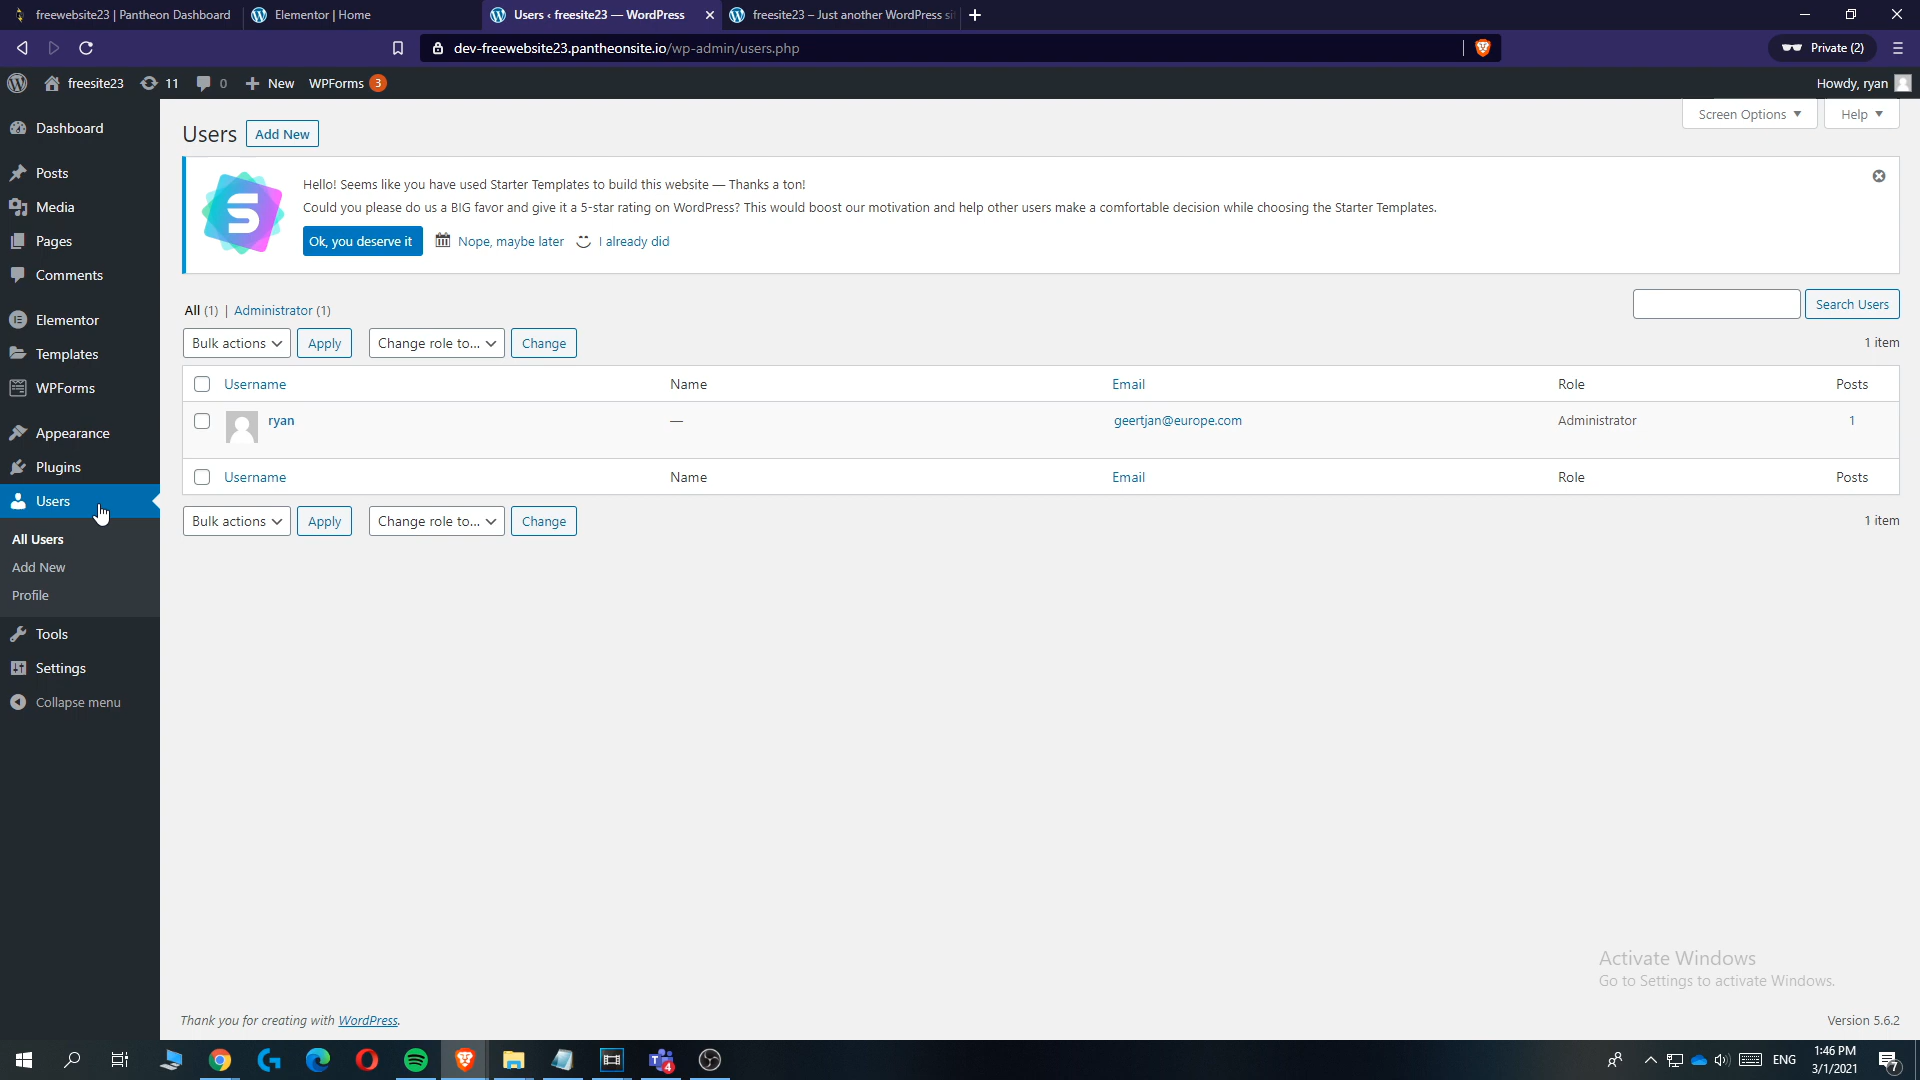 freewebsite23 | Pantheon Dashboard
Elementor | Home
Users ‹ freesite23 — WordPress
freesite23 – Just another WordPress si
dev-freewebsite23.pantheonsite.io/wp-admin/users.php
Private (2)
freesite23
11
0
New
WPForms 3
Howdy, ryan
Dashboard
Posts
Media
Pages
Comments
Elementor
Templates
WPForms
Appearance
Plugins
Users
All Users
Add New
Profile
Tools
Settings
Collapse menu
Screen Options
Help
Users Add New
Hello! Seems like you have used Starter Templates to build this website — Thanks a ton!
Could you please do us a BIG favor and give it a 5-star rating on WordPress? This would boost our motivation and help other users make a comfortable decision while choosing the Starter Templates.
Ok, you deserve it Nope, maybe later I already did
All (1) | Administrator (1)
Search Users
Bulk actions Apply Change role to... Change 1 item
Username Name Email Role Posts
ryan — geertjan@europe.com Administrator 1
Username Name Email Role Posts
Bulk actions Apply Change role to... Change 1 item
Activate Windows
Go to Settings to activate Windows.
Thank you for creating with WordPress.
Version 5.6.2
4
ENG
1:46 PM
3/1/2021
7